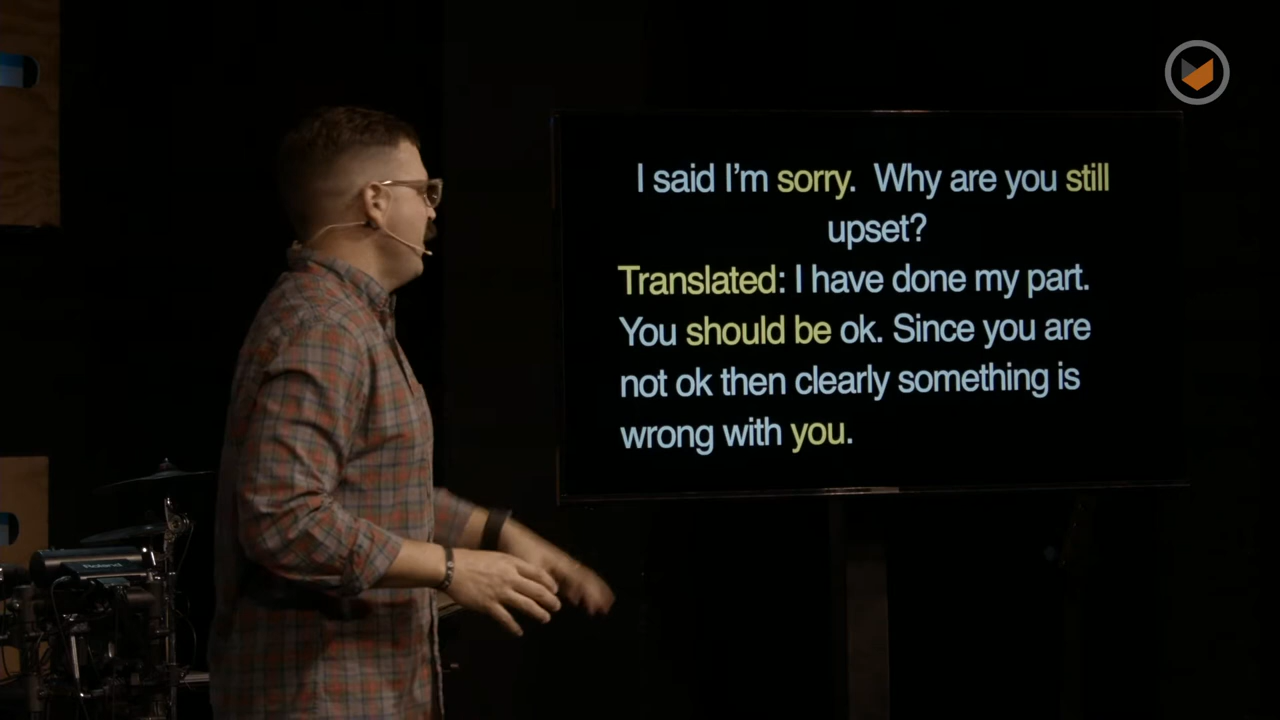 I said I'm sorry.  Why are you still
upset?
Translated: I have done my part.
You should be ok. Since you are
not ok then clearly something is
wrong with you.
Roland